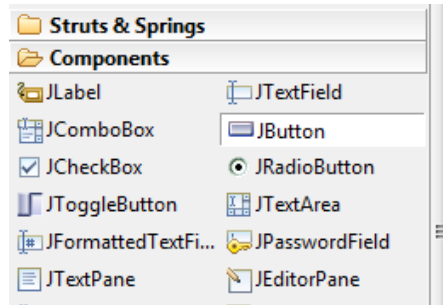 Struts & Springs
Components
JLabel JTextField
JComboBox JButton
JCheckBox JRadioButton
JToggleButton JTextArea
JFormattedTextFi... JPasswordField
JTextPane JEditorPane